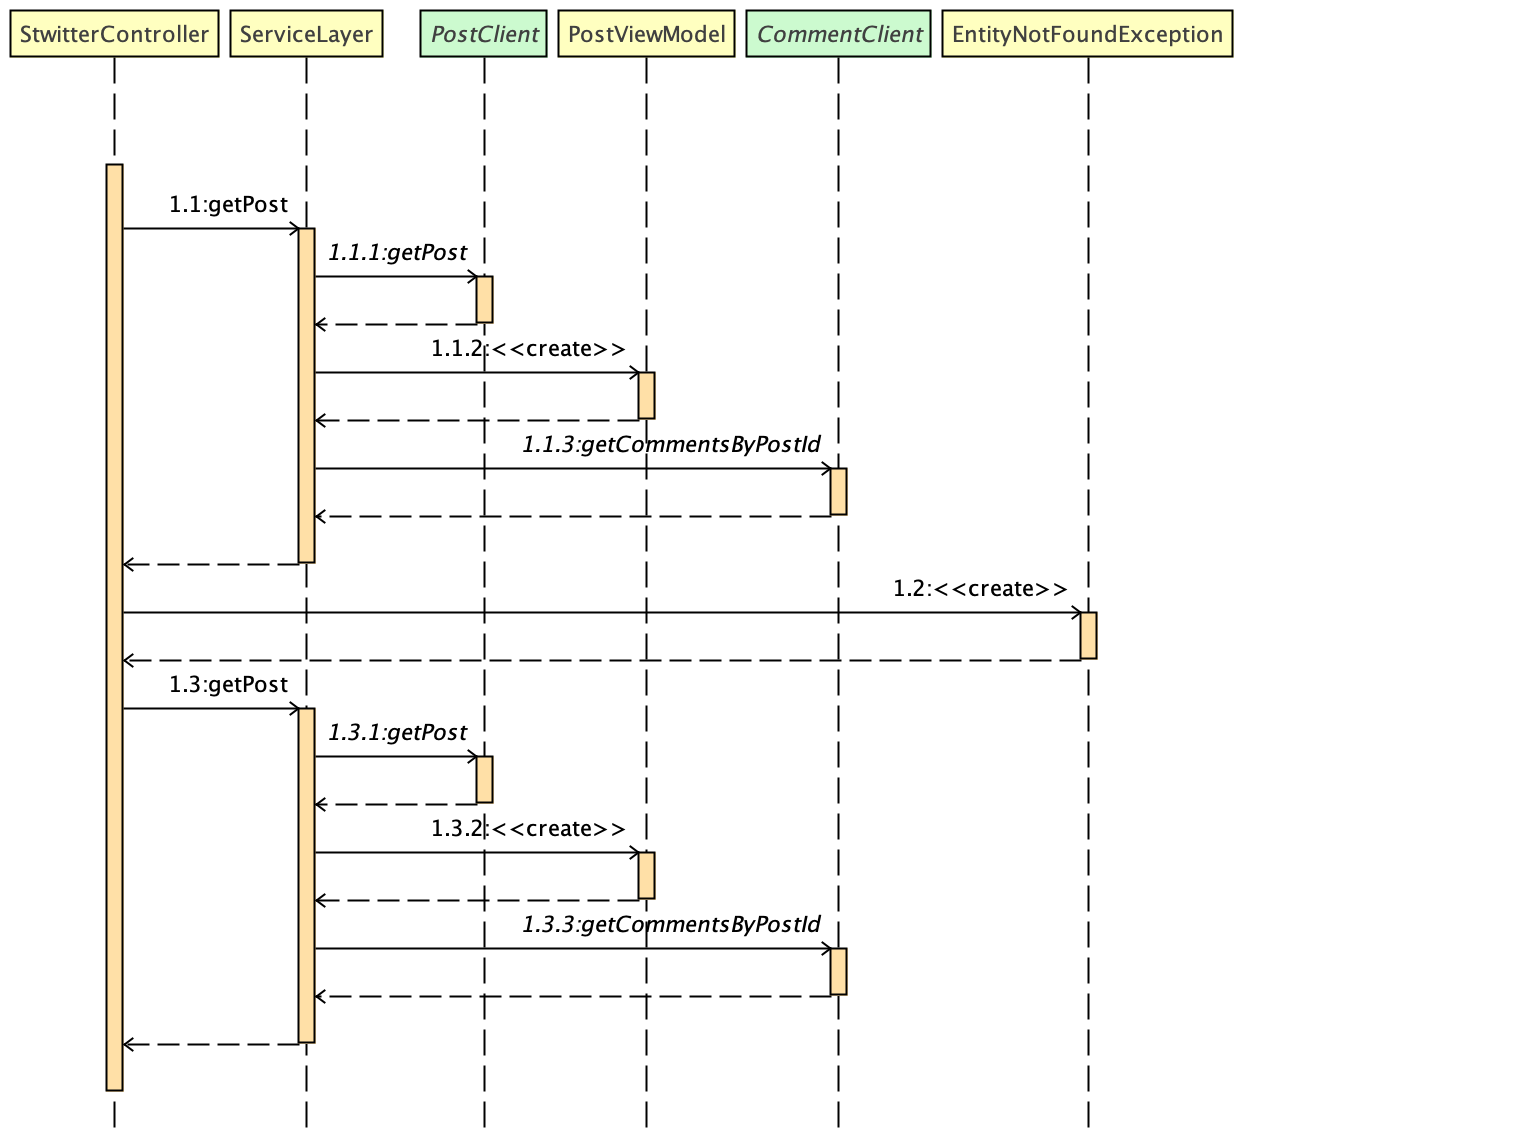 StwitterController
ServiceLayer
PostClient
PostViewModel
CommentClient
EntityNotFoundException
1.1:getPost
1.1.1:getPost
1.1.2:<<create>>
1.1.3:getCommentsByPostId
1.2:<<create>>
1.3:getPost
1.3.1:getPost
1.3.2:<<create>>
1.3.3:getCommentsByPostId